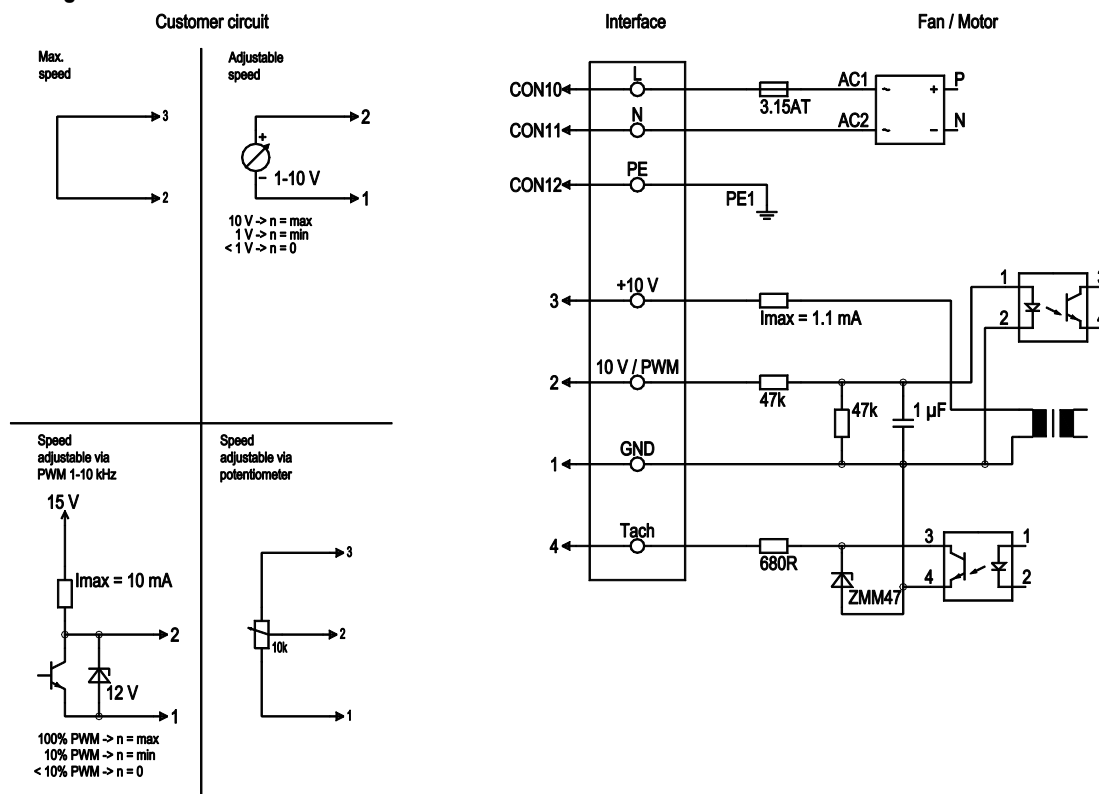 Customer circuit
Interface
Fan / Motor
Max.
speed
3
2
Adjustable
speed
2
+
–
1-10 V
1
10 V -> n = max
1 V -> n = min
< 1 V -> n = 0
Speed
adjustable via
PWM 1-10 kHz
15 V
Imax = 10 mA
2
12 V
1
100% PWM -> n = max
10% PWM -> n = min
< 10% PWM -> n = 0
Speed
adjustable via
potentiometer
3
2
10k
1
CON10
L
3.15AT
AC1
~
+
P
CON11
N
AC2
~
–
N
CON12
PE
PE1
3
+10 V
Imax = 1.1 mA
1
2
2
10 V / PWM
47k
47k
1 µF
1
GND
4
Tach
680R
ZMM47
3
4
1
2